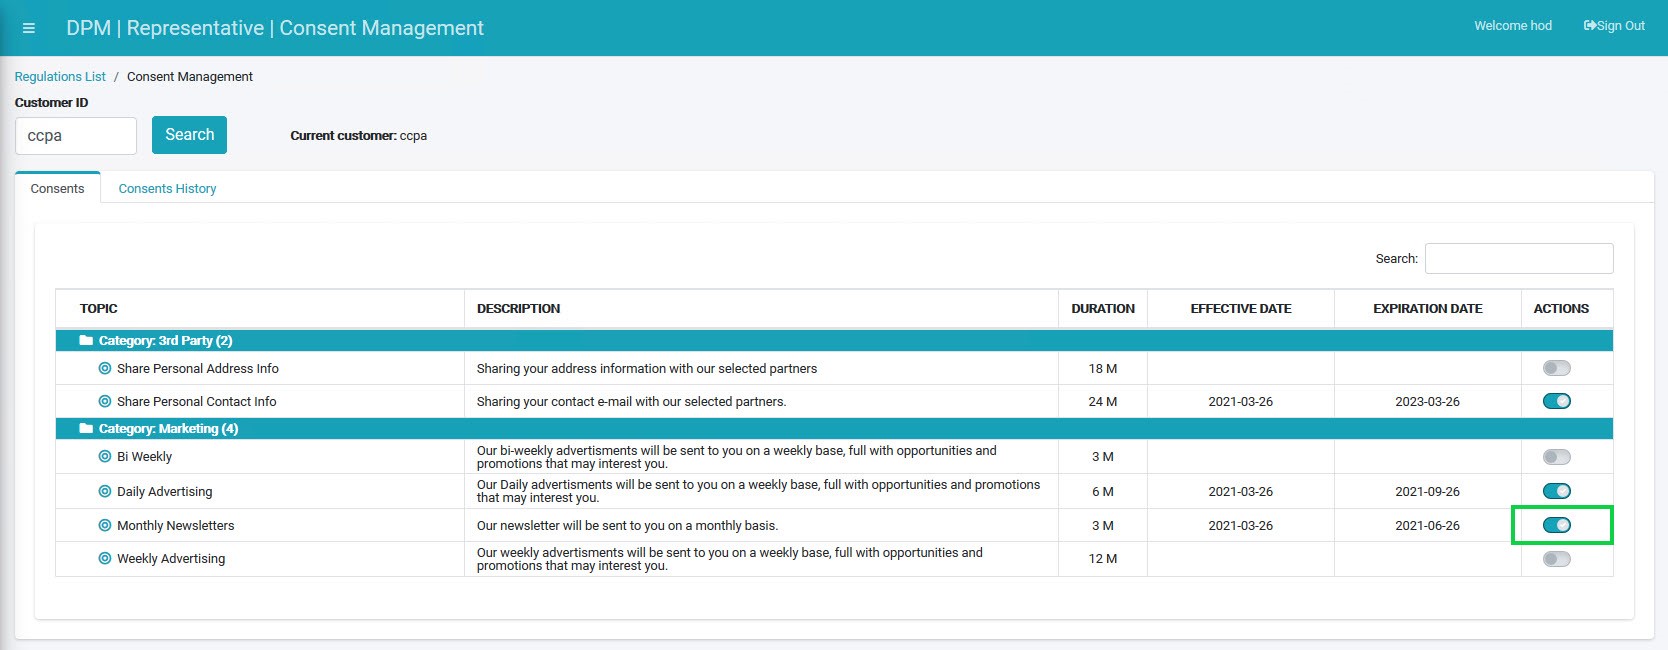 DPM | Representative | Consent Management
Welcome hod
Sign Out
Regulations List / Consent Management
Customer ID
ccpa
Search
Current customer: ccpa
Consents
Consents History
Search:
TOPIC DESCRIPTION DURATION EFFECTIVE DATE EXPIRATION DATE ACTIONS
Category: 3rd Party (2)
Share Personal Address Info Sharing your address information with our selected partners 18 M
Share Personal Contact Info Sharing your contact e-mail with our selected partners. 24 M 2021-03-26 2023-03-26
Category: Marketing (4)
Bi Weekly Our bi-weekly advertisments will be sent to you on a weekly base, full with opportunities and
promotions that may interest you. 3 M
Daily Advertising Our Daily advertisments will be sent to you on a weekly base, full with opportunities and promotions
that may interest you. 6 M 2021-03-26 2021-09-26
Monthly Newsletters Our newsletter will be sent to you on a monthly basis. 3 M 2021-03-26 2021-06-26
Weekly Advertising Our weekly advertisments will be sent to you on a weekly base, full with opportunities and
promotions that may interest you. 12 M